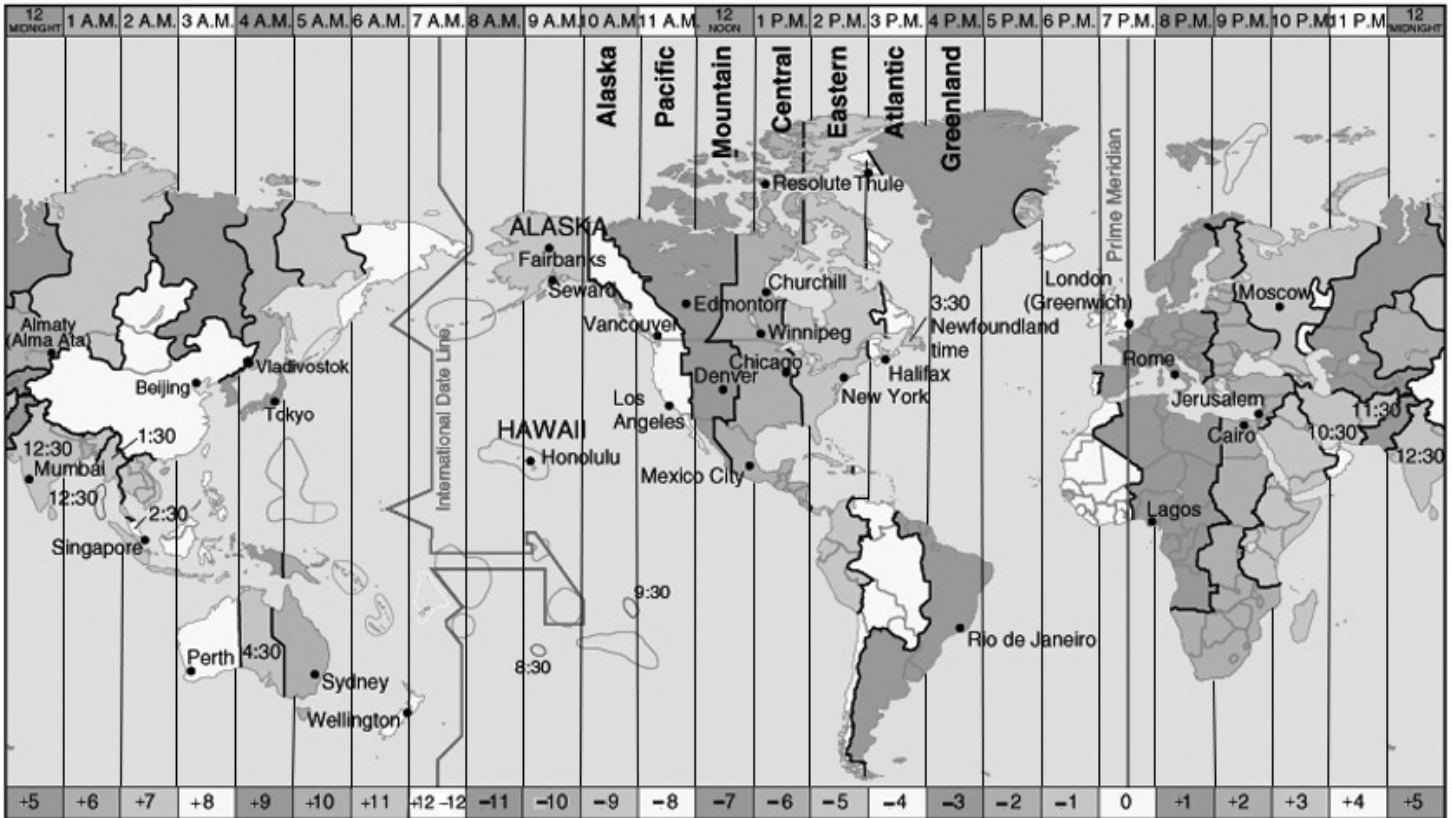 12 MIDNIGHT 1 A.M. 2 A.M. 3 A.M. 4 A.M. 5 A.M. 6 A.M. 7 A.M. 8 A.M. 9 A.M. 10 A.M. 11 A.M. 12 NOON 1 P.M. 2 P.M. 3 P.M. 4 P.M. 5 P.M. 6 P.M. 7 P.M. 8 P.M. 9 P.M. 10 P.M. 11 P.M. 12 MIDNIGHT
Alaska
Pacific
Mountain
Central
Eastern
Atlantic
Greenland
Prime Meridian
International Date Line
Resolute
Thule
ALASKA
Fairbanks
Seward
Churchill
Edmonton
Vancouver
Winnipeg
3:30
Newfoundland
time
London
(Greenwich)
Moscow
Almaty
(Alma Ata)
Vladivostok
Beijing
Tokyo
Chicago
Denver
Halifax
New York
Los
Angeles
Rome
Jerusalem
Cairo
11:30
10:30
12:30
HAWAII
Honolulu
Mexico City
12:30
1:30
Mumbai
12:30
2:30
Singapore
Lagos
9:30
8:30
Rio de Janeiro
Perth
4:30
Sydney
Wellington
+5 +6 +7 +8 +9 +10 +11 +12 −12 −11 −10 −9 −8 −7 −6 −5 −4 −3 −2 −1 0 +1 +2 +3 +4 +5